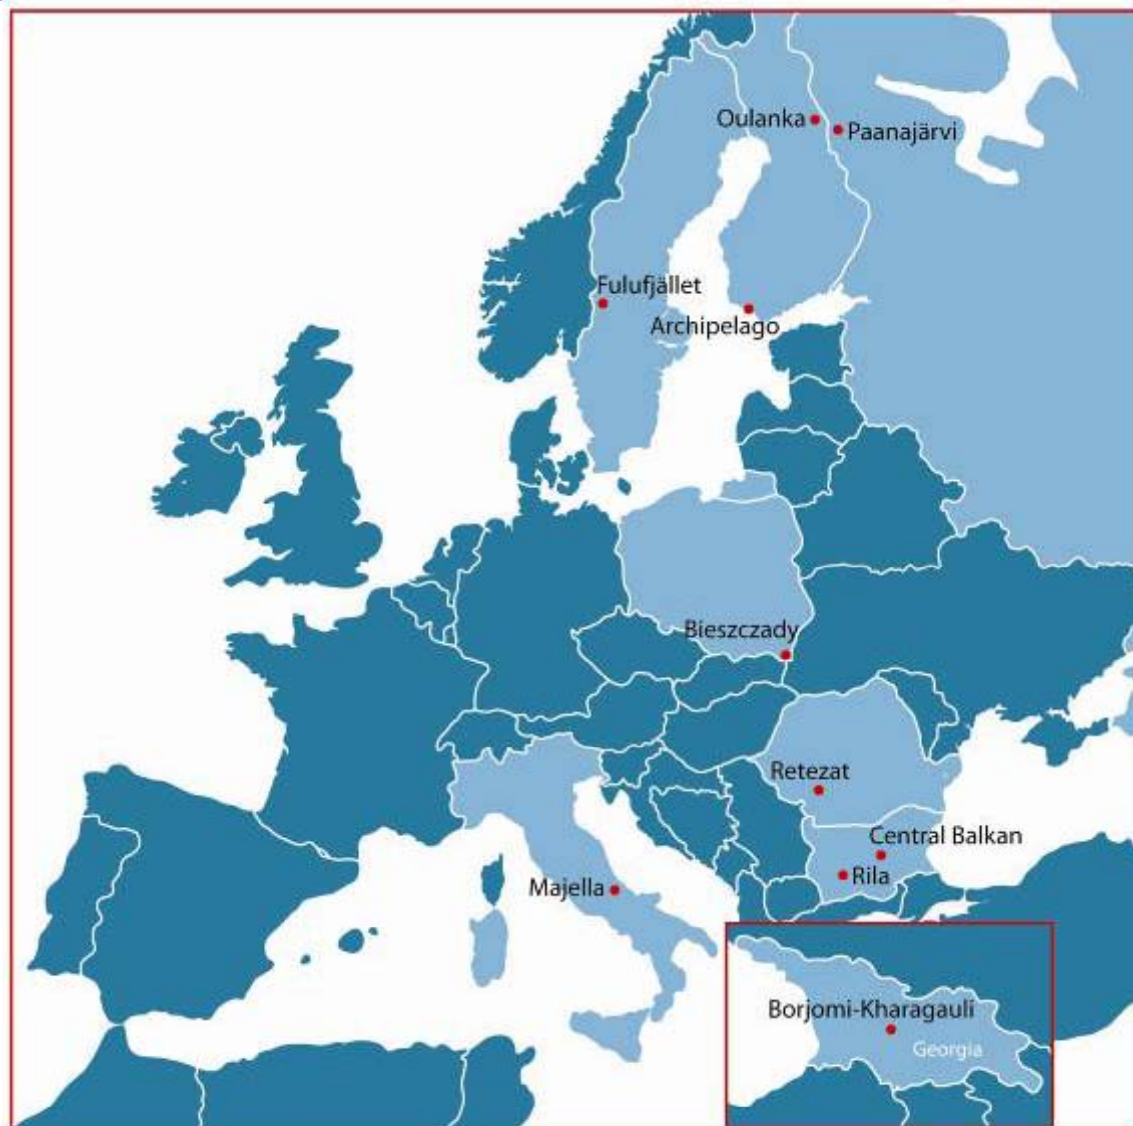 Oulanka
Paanajärvi
Fulufjället
Archipelago
Bieszczady
Retezat
Central Balkan
Rila
Majella
Borjomi-Kharagauli
Georgia